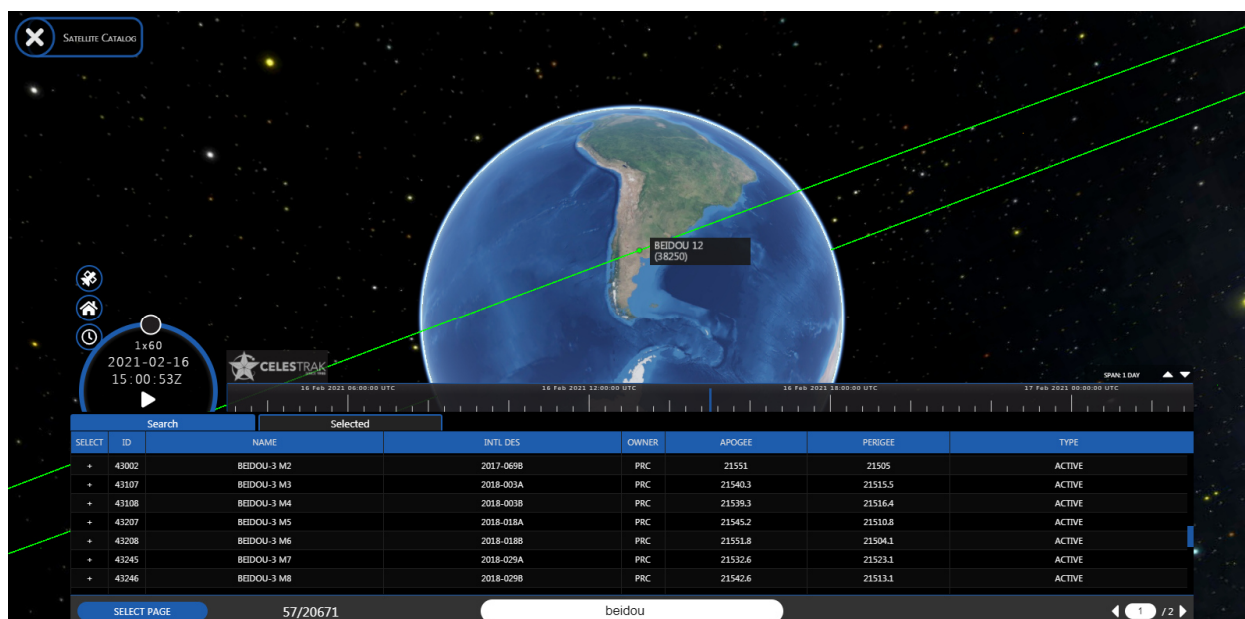 SATELLITE CATALOG
BEIDOU 12
(38250)
1x60
2021-02-16
15:00:53Z
CELESTRAK
SPAN: 1 DAY
16 Feb 2021 06:00:00 UTC 16 Feb 2021 12:00:00 UTC 16 Feb 2021 18:00:00 UTC 17 Feb 2021 00:00:00 UTC
Search Selected
SELECT ID NAME INTL DES OWNER APOGEE PERIGEE TYPE
+ 43002 BEIDOU-3 M2 2017-069B PRC 21551 21505 ACTIVE
+ 43107 BEIDOU-3 M3 2018-003A PRC 21540.3 21515.5 ACTIVE
+ 43108 BEIDOU-3 M4 2018-003B PRC 21539.3 21516.4 ACTIVE
+ 43207 BEIDOU-3 M5 2018-018A PRC 21545.2 21510.8 ACTIVE
+ 43208 BEIDOU-3 M6 2018-018B PRC 21551.8 21504.1 ACTIVE
+ 43245 BEIDOU-3 M7 2018-029A PRC 21532.6 21523.1 ACTIVE
+ 43246 BEIDOU-3 M8 2018-029B PRC 21542.6 21513.1 ACTIVE
SELECT PAGE 57/20671 beidou 1 / 2